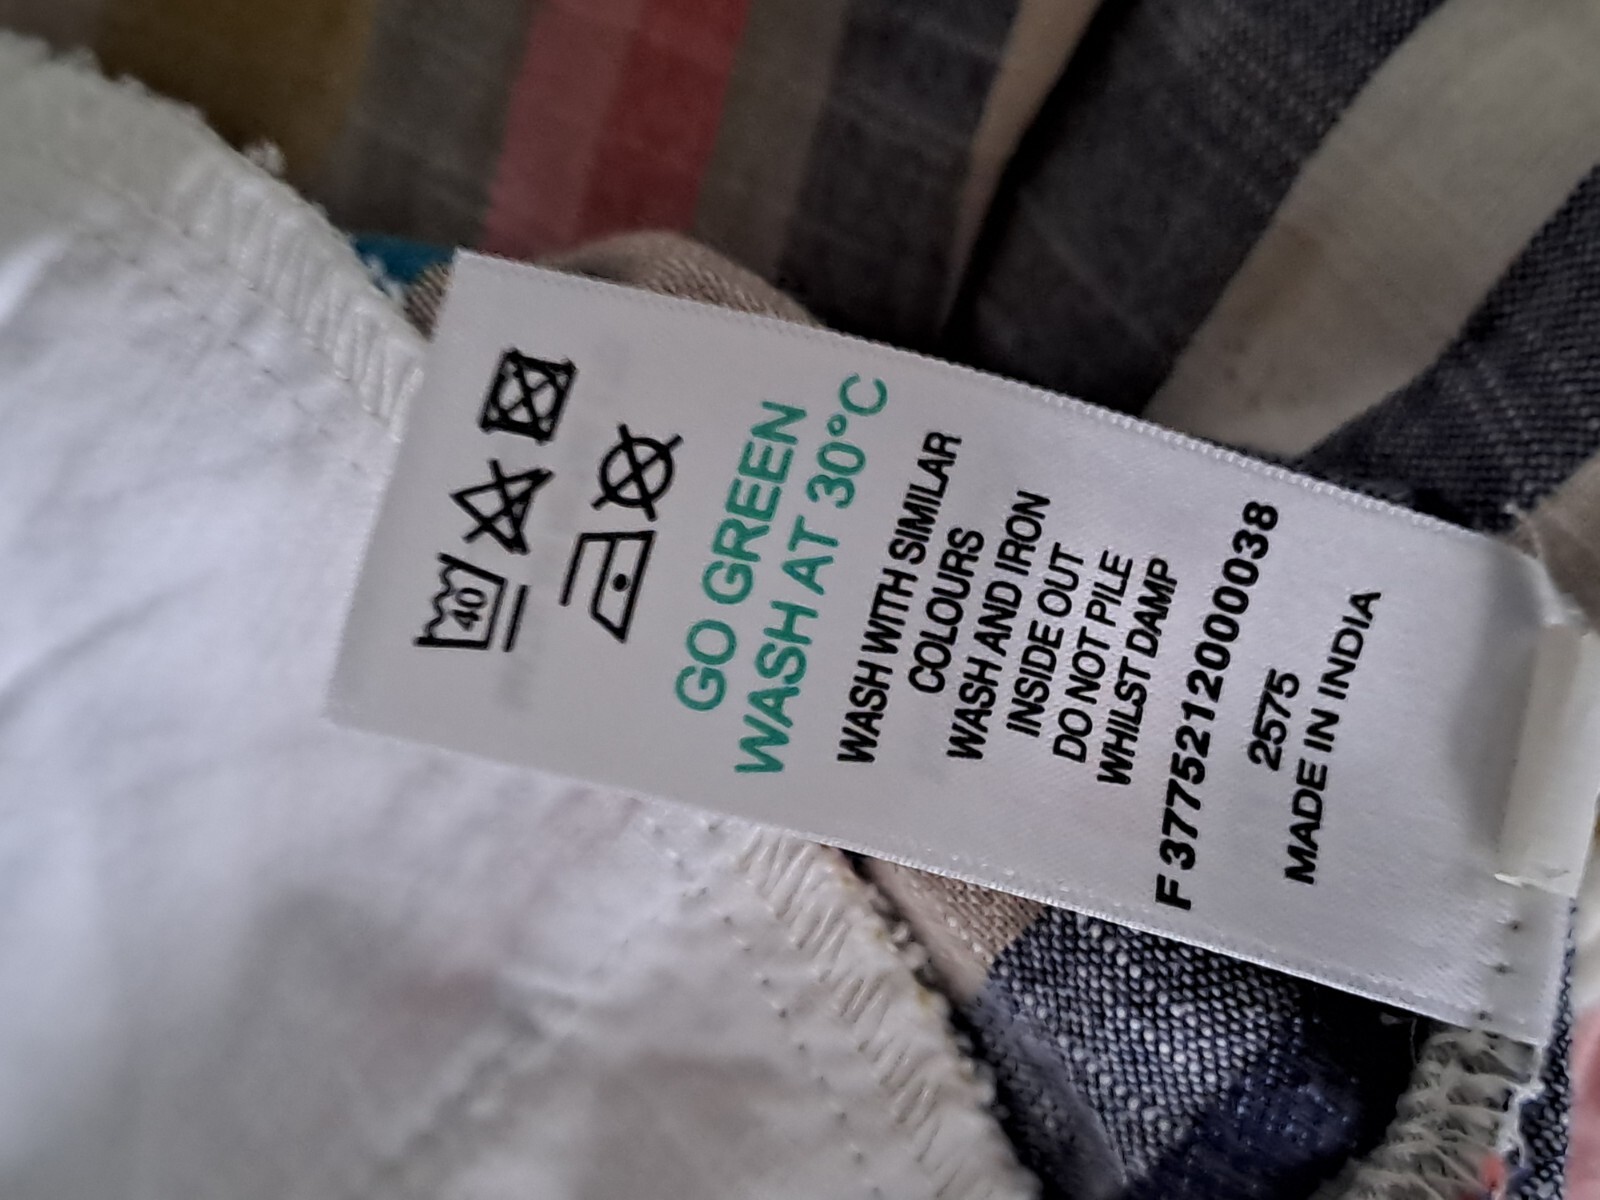 40
GO GREEN
WASH AT 30°C
WASH WITH SIMILAR
COLOURS
WASH AND IRON
INSIDE OUT
DO NOT PILE
WHILST DAMP
F 3775212000038
2575
MADE IN INDIA